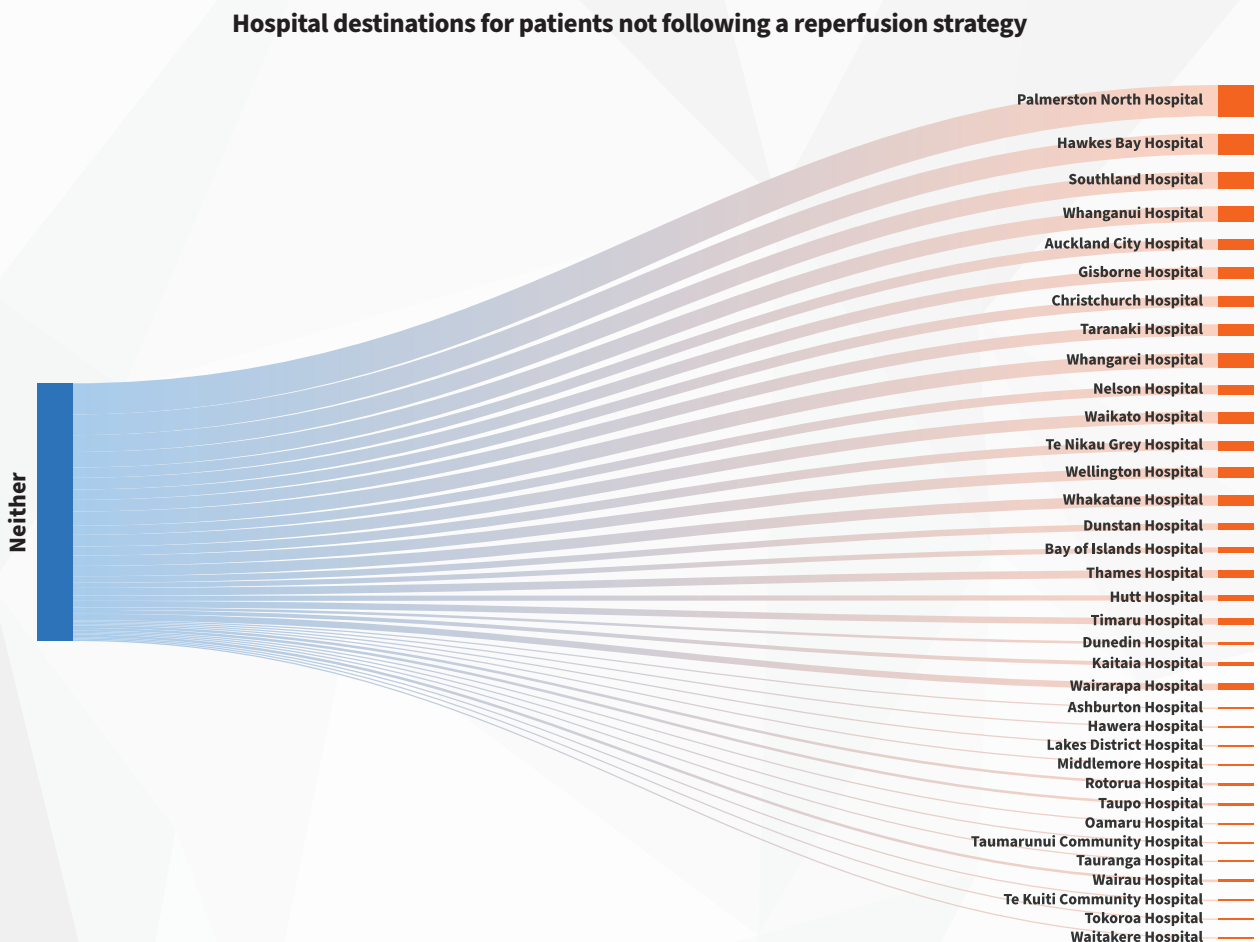 Hospital destinations for patients not following a reperfusion strategy
Neither
Palmerston North Hospital
Hawkes Bay Hospital
Southland Hospital
Whanganui Hospital
Auckland City Hospital
Gisborne Hospital
Christchurch Hospital
Taranaki Hospital
Whangarei Hospital
Nelson Hospital
Waikato Hospital
Te Nikau Grey Hospital
Wellington Hospital
Whakatane Hospital
Dunstan Hospital
Bay of Islands Hospital
Thames Hospital
Hutt Hospital
Timaru Hospital
Dunedin Hospital
Kaitaia Hospital
Wairarapa Hospital
Ashburton Hospital
Hawera Hospital
Lakes District Hospital
Middlemore Hospital
Rotorua Hospital
Taupo Hospital
Oamaru Hospital
Taumarunui Community Hospital
Tauranga Hospital
Wairau Hospital
Te Kuiti Community Hospital
Tokoroa Hospital
Waitakere Hospital